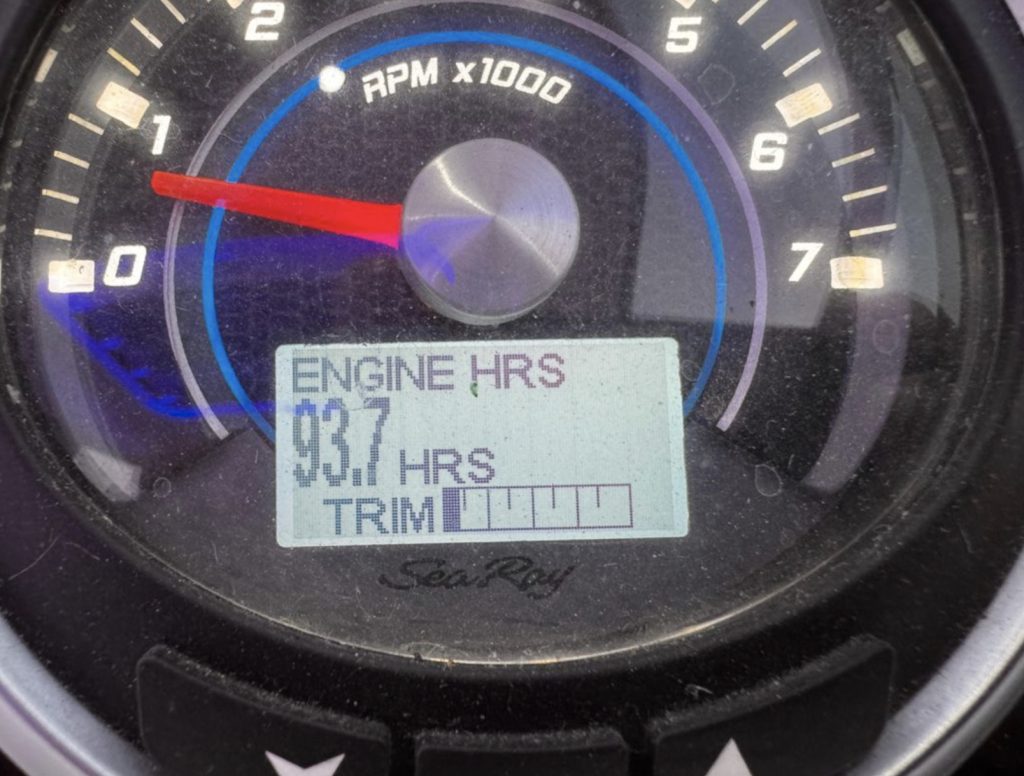 2
5
RPM x1000
1
6
0
7
ENGINE HRS
93.7 HRS
TRIM
Sea Ray